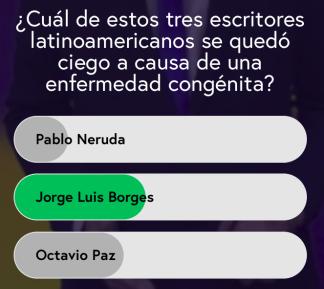 ¿Cuál de estos tres escritores
latinoamericanos se quedó
ciego a causa de una
enfermedad congénita?
Pablo Neruda
Jorge Luis Borges
Octavio Paz